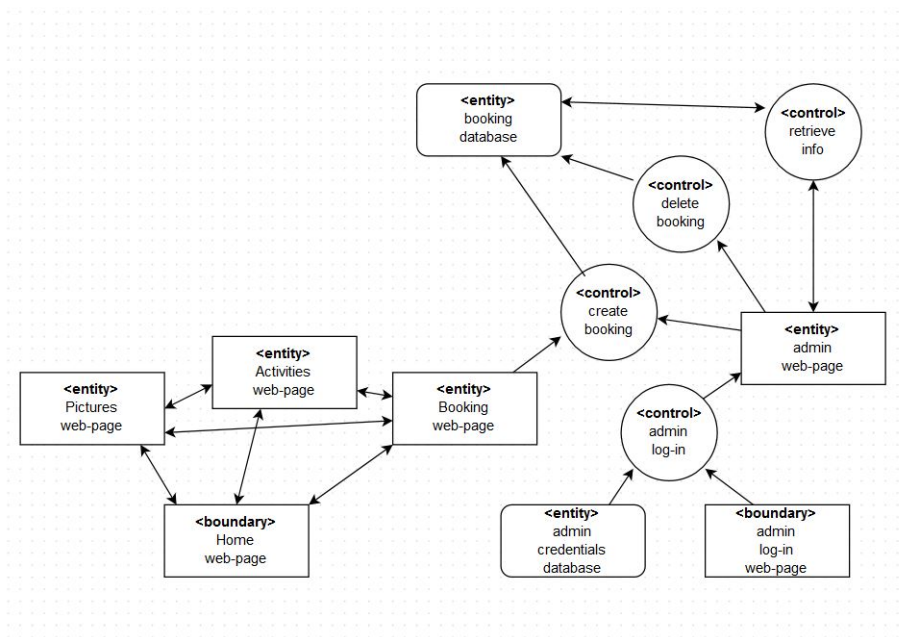 <entity>
booking
database
<control>
retrieve
info
<control>
delete
booking
<control>
create
booking
<entity>
admin
web-page
<entity>
Activities
web-page
<entity>
Pictures
web-page
<entity>
Booking
web-page
<control>
admin
log-in
<boundary>
Home
web-page
<entity>
admin
credentials
database
<boundary>
admin
log-in
web-page